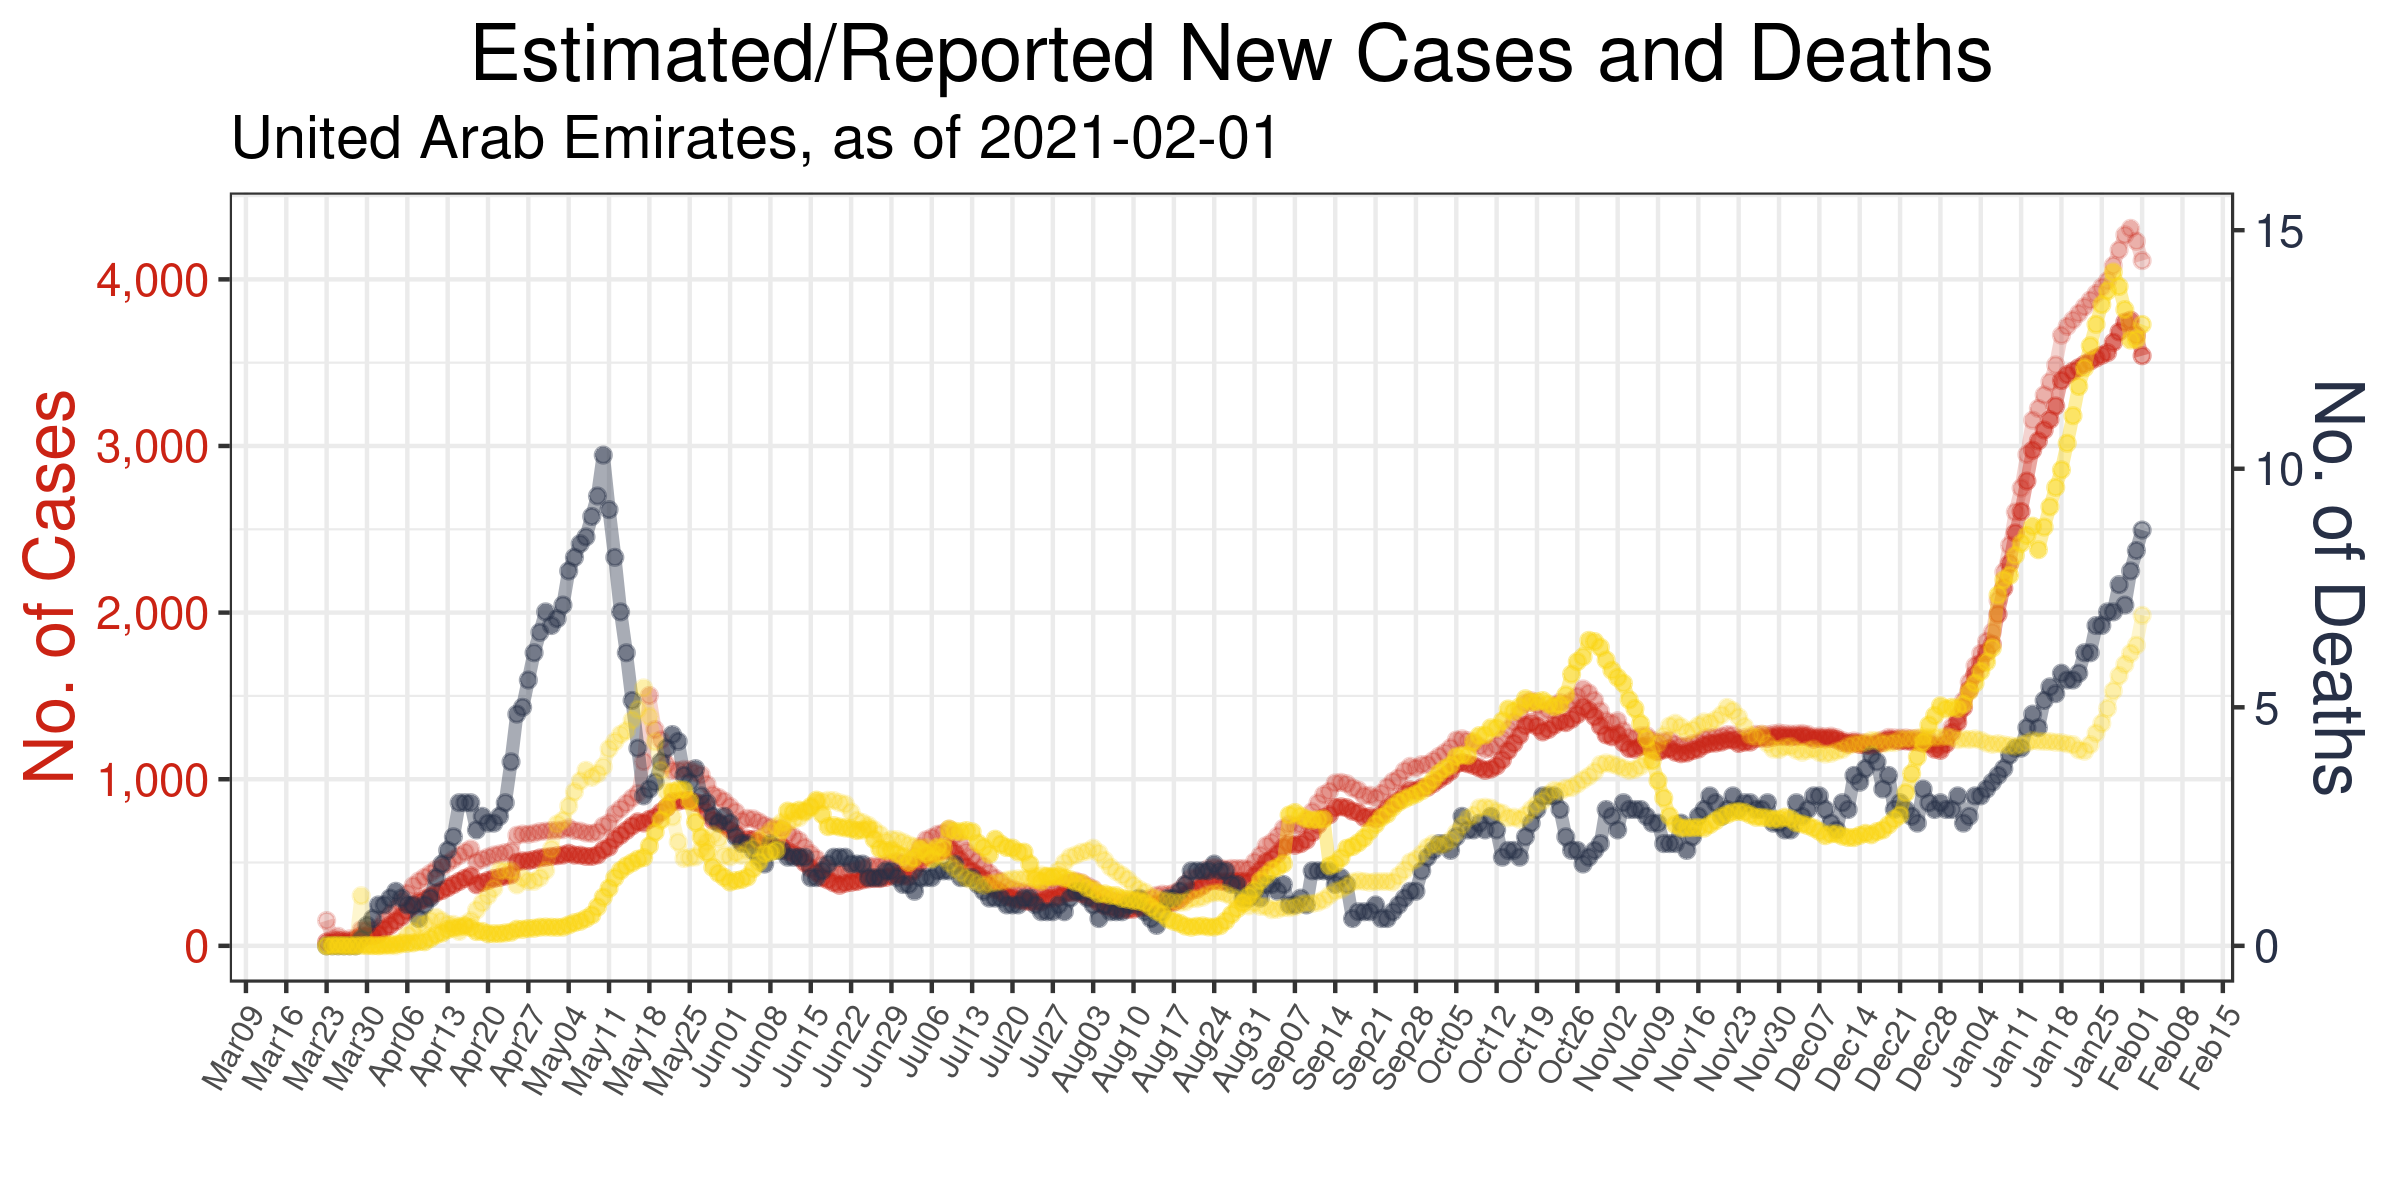 Estimated/Reported New Cases and Deaths
United Arab Emirates, as of 2021-02-01
No. of Cases
4,000
3,000
2,000
1,000
0
15
10
5
0
No. of Deaths
Mar09
Mar16
Mar23
Mar30
Apr06
Apr13
Apr20
Apr27
May04
May11
May18
May25
Jun01
Jun08
Jun15
Jun22
Jun29
Jul06
Jul13
Jul20
Jul27
Aug03
Aug10
Aug17
Aug24
Aug31
Sep07
Sep14
Sep21
Sep28
Oct05
Oct12
Oct19
Oct26
Nov02
Nov09
Nov16
Nov23
Nov30
Dec07
Dec14
Dec21
Dec28
Jan04
Jan11
Jan18
Jan25
Feb01
Feb08
Feb15